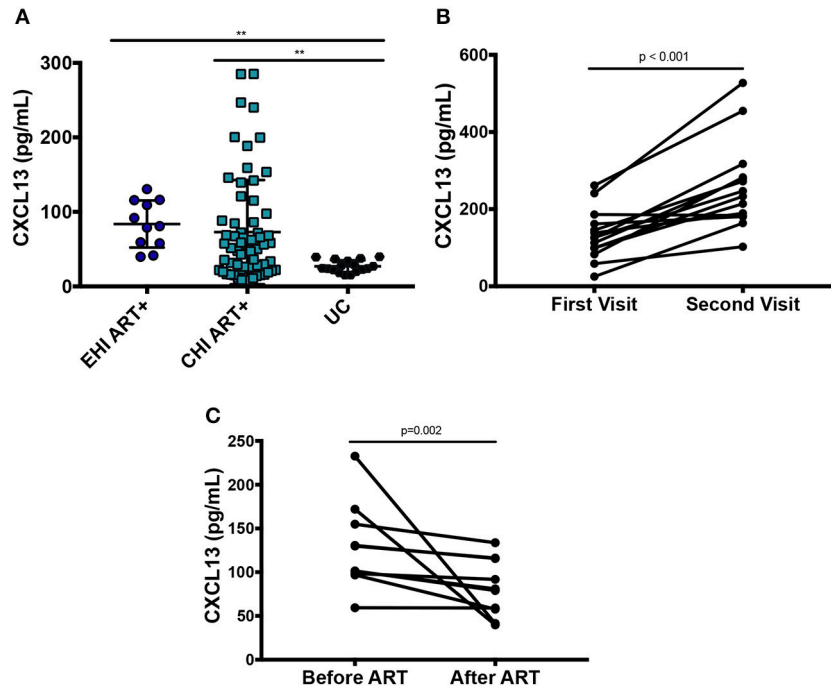 A
**
**
300
200
100
0
CXCL13 (pg/mL)
EHI ART+
CHI ART+
UC
B
p < 0.001
600
400
200
0
CXCL13 (pg/mL)
First Visit
Second Visit
C
p=0.002
250
200
150
100
50
0
CXCL13 (pg/mL)
Before ART
After ART